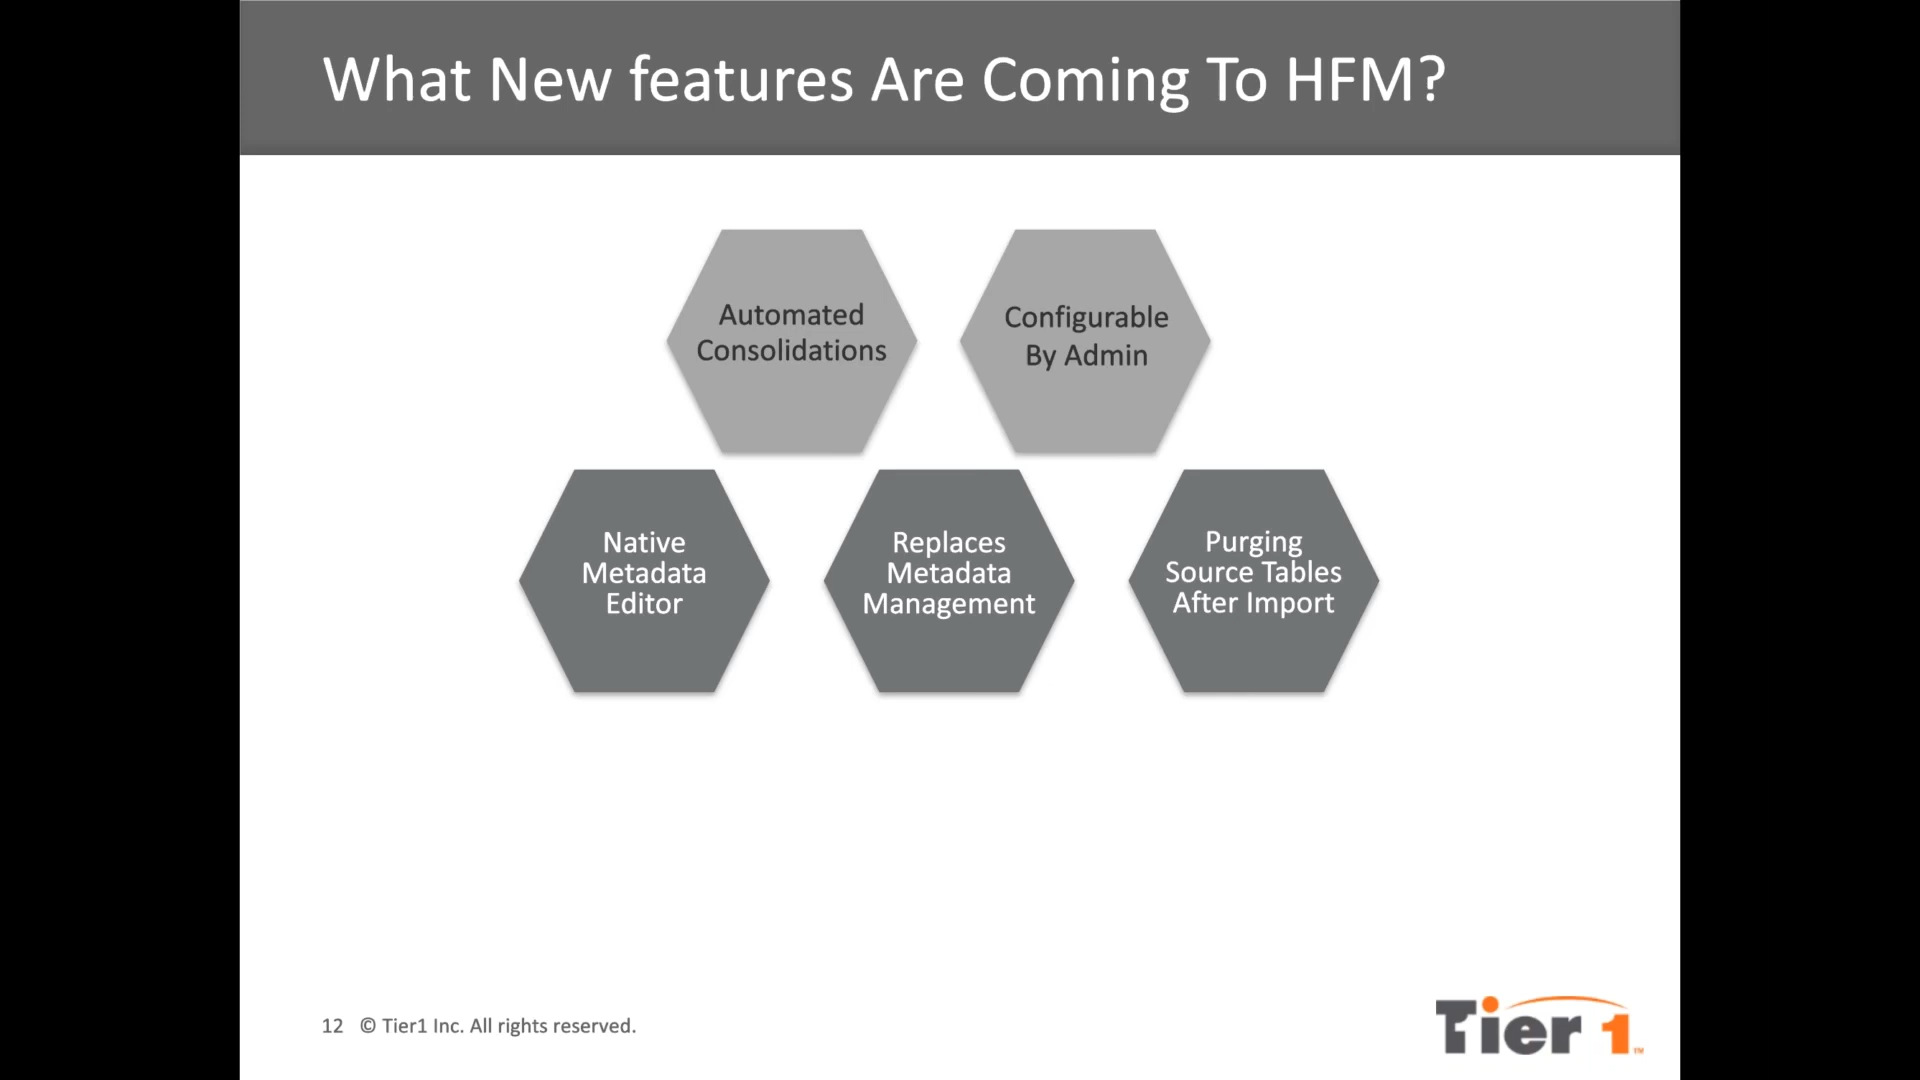 What New features Are Coming To HFM?
Automated
Consolidations
Configurable
By Admin
Native
Metadata
Editor
Replaces
Metadata
Management
Purging
Source Tables
After Import
12 © Tier1 Inc. All rights reserved.
Tier 1™